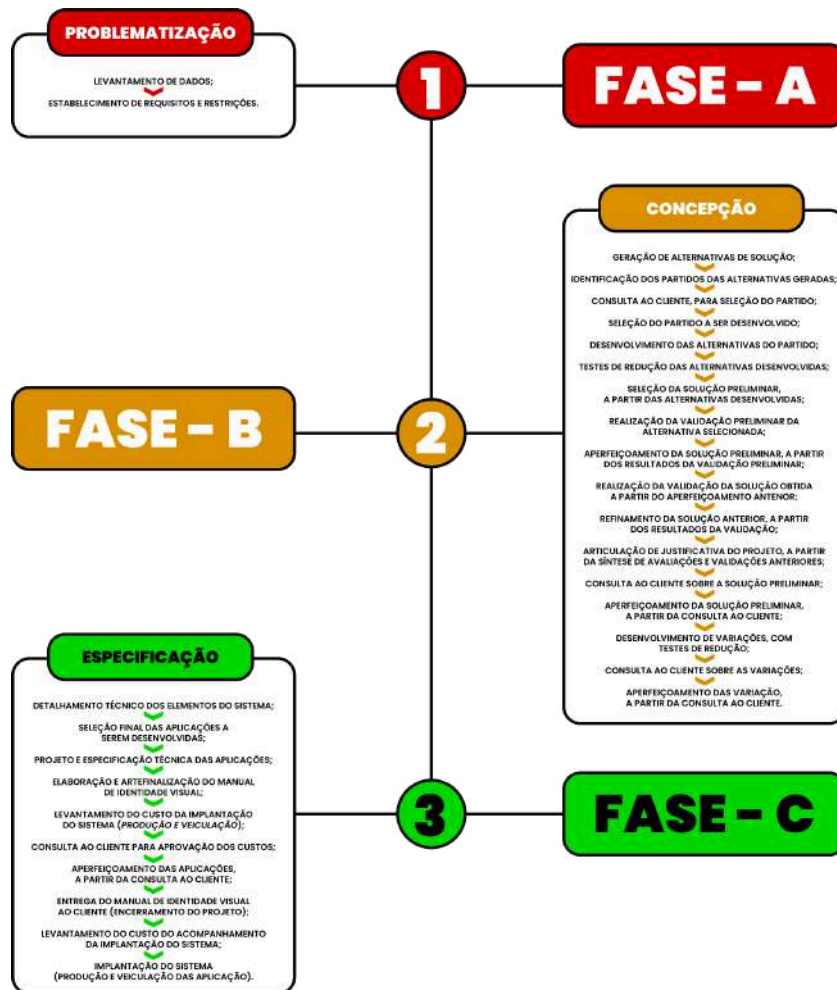 PROBLEMATIZAÇÃO
LEVANTAMENTO DE DADOS;
ESTABELECIMENTO DE REQUISITOS E RESTRIÇÕES.
1
FASE - A
CONCEPÇÃO
GERAÇÃO DE ALTERNATIVAS DE SOLUÇÃO;
IDENTIFICAÇÃO DOS PARTIDOS DAS ALTERNATIVAS GERADAS;
CONSULTA AO CLIENTE, PARA SELEÇÃO DO PARTIDO;
SELEÇÃO DO PARTIDO A SER DESENVOLVIDO;
DESENVOLVIMENTO DAS ALTERNATIVAS DO PARTIDO;
TESTES DE REDUÇÃO DAS ALTERNATIVAS DESENVOLVIDAS;
SELEÇÃO DA SOLUÇÃO PRELIMINAR,
A PARTIR DAS ALTERNATIVAS DESENVOLVIDAS;
REALIZAÇÃO DA VALIDAÇÃO PRELIMINAR DA
ALTERNATIVA SELECIONADA;
APERFEIÇOAMENTO DA SOLUÇÃO PRELIMINAR, A PARTIR
DOS RESULTADOS DA VALIDAÇÃO PRELIMINAR;
REALIZAÇÃO DA VALIDAÇÃO DA SOLUÇÃO OBTIDA
A PARTIR DO APERFEIÇOAMENTO ANTENOR;
REFINAMENTO DA SOLUÇÃO ANTERIOR, A PARTIR
DOS RESULTADOS DA VALIDAÇÃO;
ARTICULAÇÃO DE JUSTIFICATIVA DO PROJETO, A PARTIR
DA SÍNTESE DE AVALIAÇÕES E VALIDAÇÕES ANTERIORES;
CONSULTA AO CLIENTE SOBRE A SOLUÇÃO PRELIMINAR;
APERFEIÇOAMENTO DA SOLUÇÃO PRELIMINAR,
A PARTIR DA CONSULTA AO CLIENTE;
DESENVOLVIMENTO DE VARIAÇÕES, COM
TESTES DE REDUÇÃO;
CONSULTA AO CLIENTE SOBRE AS VARIAÇÕES;
APERFEIÇOAMENTO DAS VARIAÇÃO,
A PARTIR DA CONSULTA AO CLIENTE.
FASE - B
2
ESPECIFICAÇÃO
DETALHAMENTO TÉCNICO DOS ELEMENTOS DO SISTEMA;
SELEÇÃO FINAL DAS APLICAÇÕES A
SEREM DESENVOLVIDAS;
PROJETO E ESPECIFICAÇÃO TÉCNICA DAS APLICAÇÕES;
ELABORAÇÃO E ARTEFINALIZAÇÃO DO MANUAL
DE IDENTIDADE VISUAL;
LEVANTAMENTO DO CUSTO DA IMPLANTAÇÃO
DO SISTEMA (PRODUÇÃO E VEICULAÇÃO);
CONSULTA AO CLIENTE PARA APROVAÇÃO DOS CUSTOS;
APERFEIÇOAMENTO DAS APLICAÇÕES,
A PARTIR DA CONSULTA AO CLIENTE;
ENTREGA DO MANUAL DE IDENTIDADE VISUAL
AO CLIENTE (ENCERRAMENTO DO PROJETO);
LEVANTAMENTO DO CUSTO DO ACOMPANHAMENTO
DA IMPLANTAÇÃO DO SISTEMA;
IMPLANTAÇÃO DO SISTEMA
(PRODUÇÃO E VEICULAÇÃO DAS APLICAÇÃO).
3
FASE - C